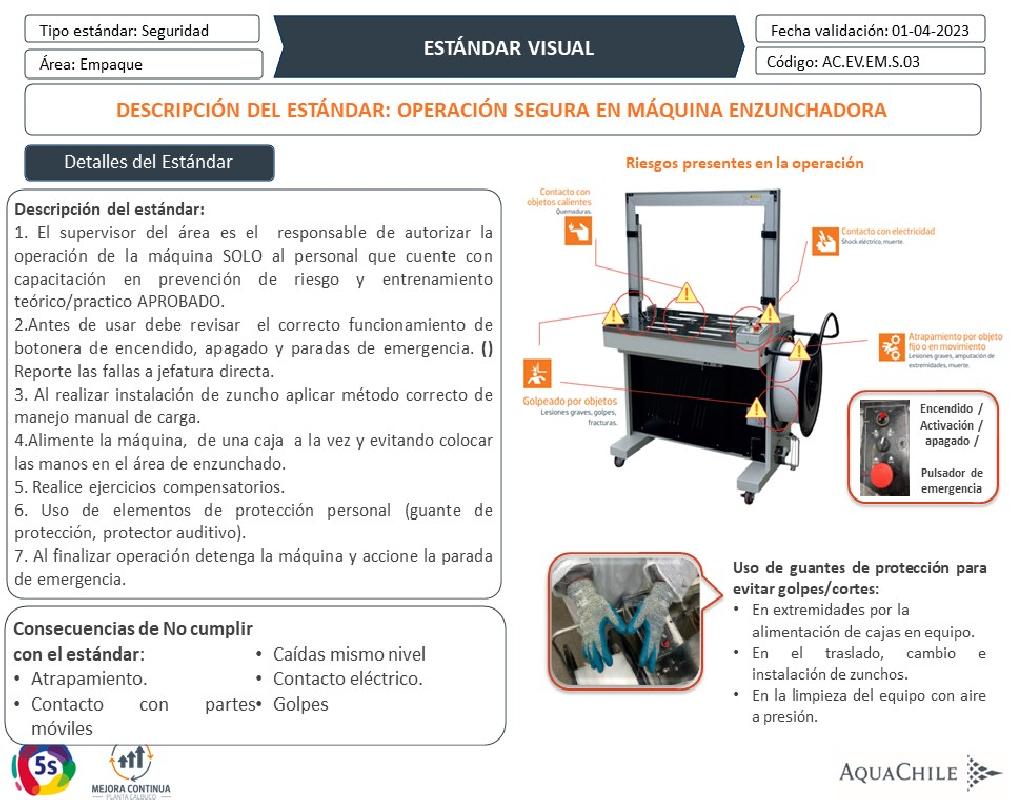 Tipo estándar: Seguridad
Área: Empaque
ESTÁNDAR VISUAL
Fecha validación: 01-04-2023
Código: AC.EV.EM.S.03
DESCRIPCIÓN DEL ESTÁNDAR: OPERACIÓN SEGURA EN MÁQUINA ENZUNCHADORA
Detalles del Estándar
Descripción del estándar:
1. El supervisor del área es el responsable de autorizar la
operación de la máquina SOLO al personal que cuente con
capacitación en prevención de riesgo y entrenamiento
teórico/practico APROBADO.
2.Antes de usar debe revisar el correcto funcionamiento de
botonera de encendido, apagado y paradas de emergencia. ()
Reporte las fallas a jefatura directa.
3. Al realizar instalación de zuncho aplicar método correcto de
manejo manual de carga.
4.Alimente la máquina, de una caja a la vez y evitando colocar
las manos en el área de enzunchado.
5. Realice ejercicios compensatorios.
6. Uso de elementos de protección personal (guante de
protección, protector auditivo).
7. Al finalizar operación detenga la máquina y accione la parada
de emergencia.
Consecuencias de No cumplir
con el estándar:
• Atrapamiento.
• Contacto con partes
móviles
• Caídas mismo nivel
• Contacto eléctrico.
• Golpes
Riesgos presentes en la operación
Contacto con
objetos calientes
Quemaduras.
Contacto con electricidad
Shock eléctrico, muerte.
Atrapamiento por objeto
fijo o en movimiento
Lesiones graves, amputación de
extremidades, muerte.
Golpeado por objetos
Lesiones graves, golpes,
fracturas.
Encendido /
Activación /
apagado /
Pulsador de
emergencia
Uso de guantes de protección para
evitar golpes/cortes:
• En extremidades por la
alimentación de cajas en equipo.
• En el traslado, cambio e
instalación de zunchos.
• En la limpieza del equipo con aire
a presión.
5s
MEJORA CONTINUA
PLANTA CALBUCO
AQUACHILE